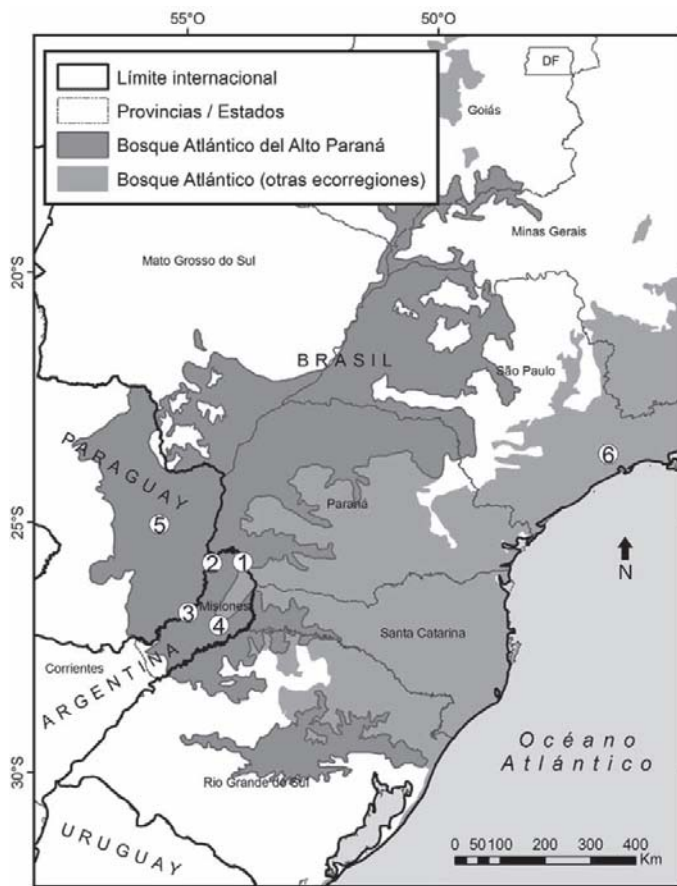 55°O
50°O
Límite internacional
Provincias / Estados
Bosque Atlántico del Alto Paraná
Bosque Atlántico (otras ecorregiones)
DF
Goiás
Minas Gerais
Mato Grosso do Sul
20°S
BRASIL
São Paulo
PARAGUAY
6
Paraná
25°S
5
2
1
N
3
Misiones
4
Santa Catarina
Corrientes
ARGENTINA
Océano
Atlántico
30°S
Rio Grande do Sul
URUGUAY
0 50 100 200 300 400
Km